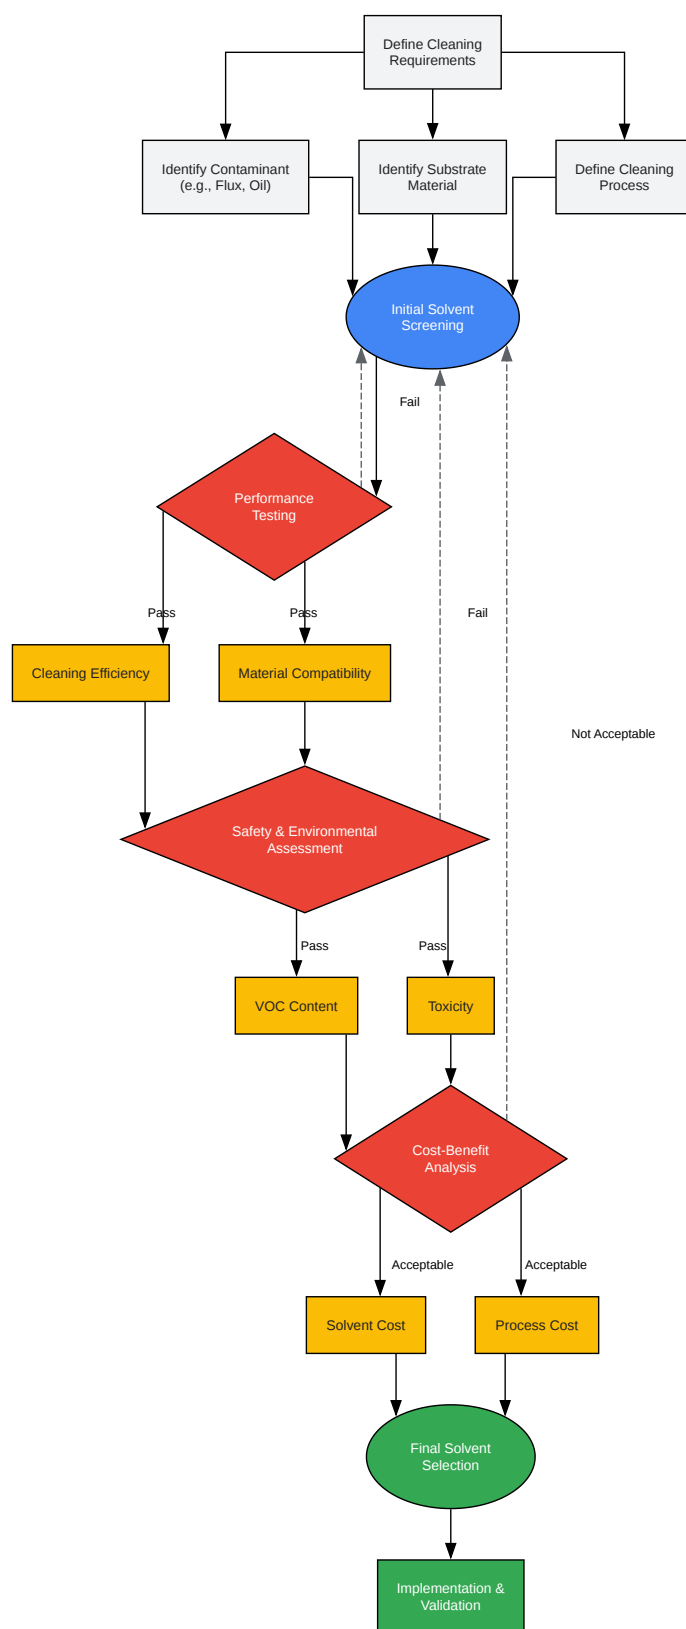 Define Cleaning
Requirements
Identify Contaminant
(e.g., Flux, Oil)
Identify Substrate
Material
Define Cleaning
Process
Initial Solvent
Screening
Fail
Performance
Testing
Pass
Pass
Fail
Cleaning Efficiency
Material Compatibility
Not Acceptable
Safety & Environmental
Assessment
Pass
Pass
VOC Content
Toxicity
Cost-Benefit
Analysis
Acceptable
Acceptable
Solvent Cost
Process Cost
Final Solvent
Selection
Implementation &
Validation